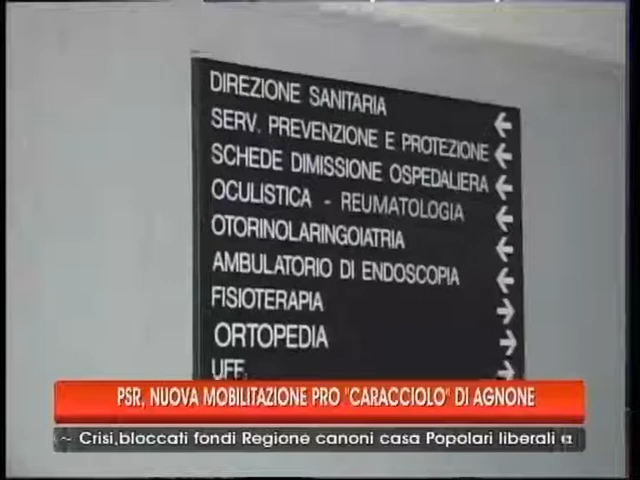 DIREZIONE SANITARIA ←
SERV. PREVENZIONE E PROTEZIONE ←
SCHEDE DIMISSIONE OSPEDALIERA ←
OCULISTICA - REUMATOLOGIA ←
OTORINOLARINGOIATRIA ←
AMBULATORIO DI ENDOSCOPIA ←
FISIOTERAPIA →
ORTOPEDIA →
UFF. →
PSR, NUOVA MOBILITAZIONE PRO "CARACCIOLO" DI AGNONE
~ Crisi,bloccati fondi Regione canoni casa Popolari liberali a